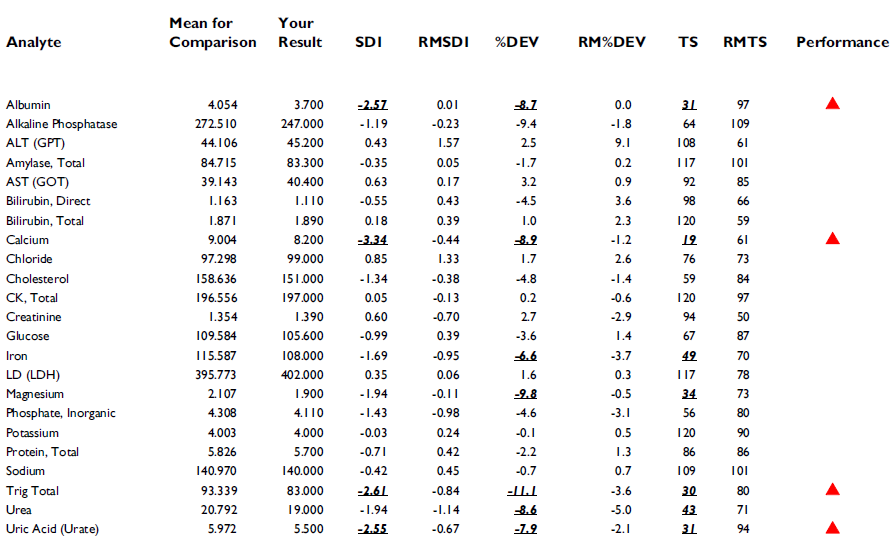 Analyte Mean for Comparison Your Result SDI RMSDI %DEV RM%DEV TS RMTS Performance
Albumin 4.054 3.700 -2.57 0.01 -8.7 0.0 31 97
Alkaline Phosphatase 272.510 247.000 -1.19 -0.23 -9.4 -1.8 64 109
ALT (GPT) 44.106 45.200 0.43 1.57 2.5 9.1 108 61
Amylase, Total 84.715 83.300 -0.35 0.05 -1.7 0.2 117 101
AST (GOT) 39.143 40.400 0.63 0.17 3.2 0.9 92 85
Bilirubin, Direct 1.163 1.110 -0.55 0.43 -4.5 3.6 98 66
Bilirubin, Total 1.871 1.890 0.18 0.39 1.0 2.3 120 59
Calcium 9.004 8.200 -3.34 -0.44 -8.9 -1.2 19 61
Chloride 97.298 99.000 0.85 1.33 1.7 2.6 76 73
Cholesterol 158.636 151.000 -1.34 -0.38 -4.8 -1.4 59 84
CK, Total 196.556 197.000 0.05 -0.13 0.2 -0.6 120 97
Creatinine 1.354 1.390 0.60 -0.70 2.7 -2.9 94 50
Glucose 109.584 105.600 -0.99 0.39 -3.6 1.4 67 87
Iron 115.587 108.000 -1.69 -0.95 -6.6 -3.7 49 70
LD (LDH) 395.773 402.000 0.35 0.06 1.6 0.3 117 78
Magnesium 2.107 1.900 -1.94 -0.11 -9.8 -0.5 34 73
Phosphate, Inorganic 4.308 4.110 -1.43 -0.98 -4.6 -3.1 56 80
Potassium 4.003 4.000 -0.03 0.24 -0.1 0.5 120 90
Protein, Total 5.826 5.700 -0.71 0.42 -2.2 1.3 86 86
Sodium 140.970 140.000 -0.42 0.45 -0.7 0.7 109 101
Trig Total 93.339 83.000 -2.61 -0.84 -11.1 -3.6 30 80
Urea 20.792 19.000 -1.94 -1.14 -8.6 -5.0 43 71
Uric Acid (Urate) 5.972 5.500 -2.55 -0.67 -7.9 -2.1 31 94